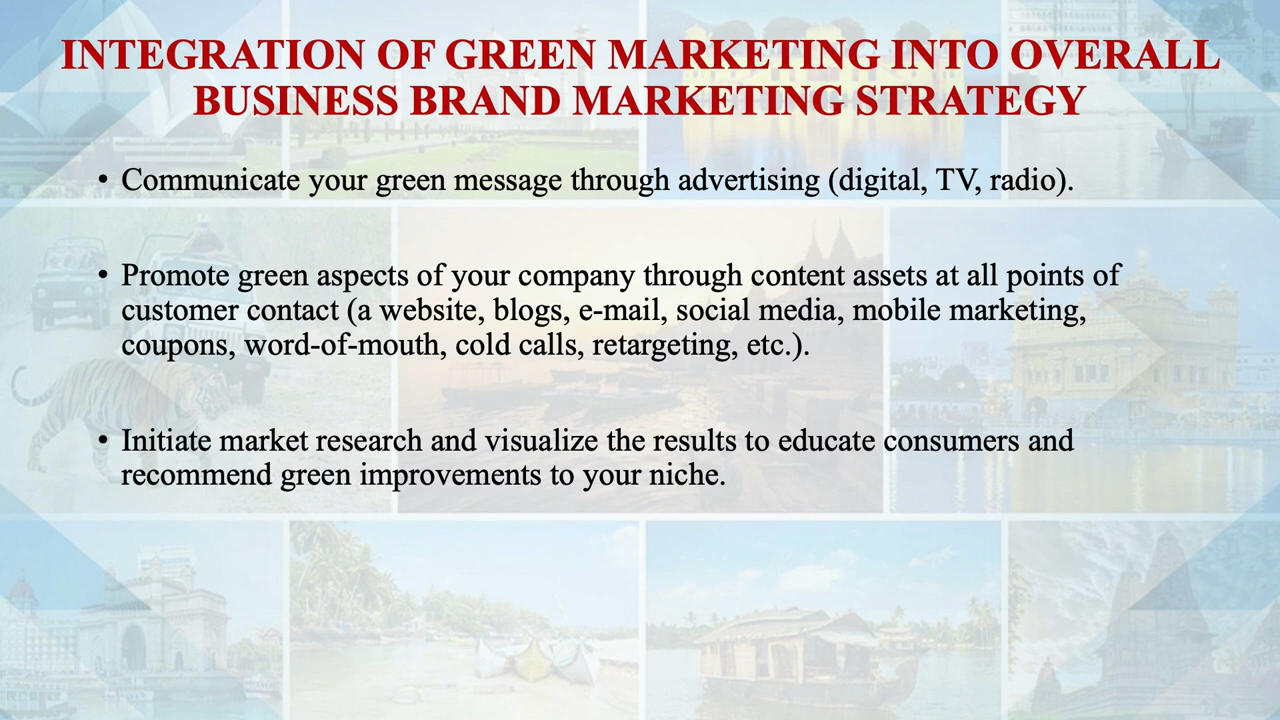 INTEGRATION OF GREEN MARKETING INTO OVERALL
BUSINESS BRAND MARKETING STRATEGY
• Communicate your green message through advertising (digital, TV, radio).
• Promote green aspects of your company through content assets at all points of
customer contact (a website, blogs, e-mail, social media, mobile marketing,
coupons, word-of-mouth, cold calls, retargeting, etc.).
• Initiate market research and visualize the results to educate consumers and
recommend green improvements to your niche.